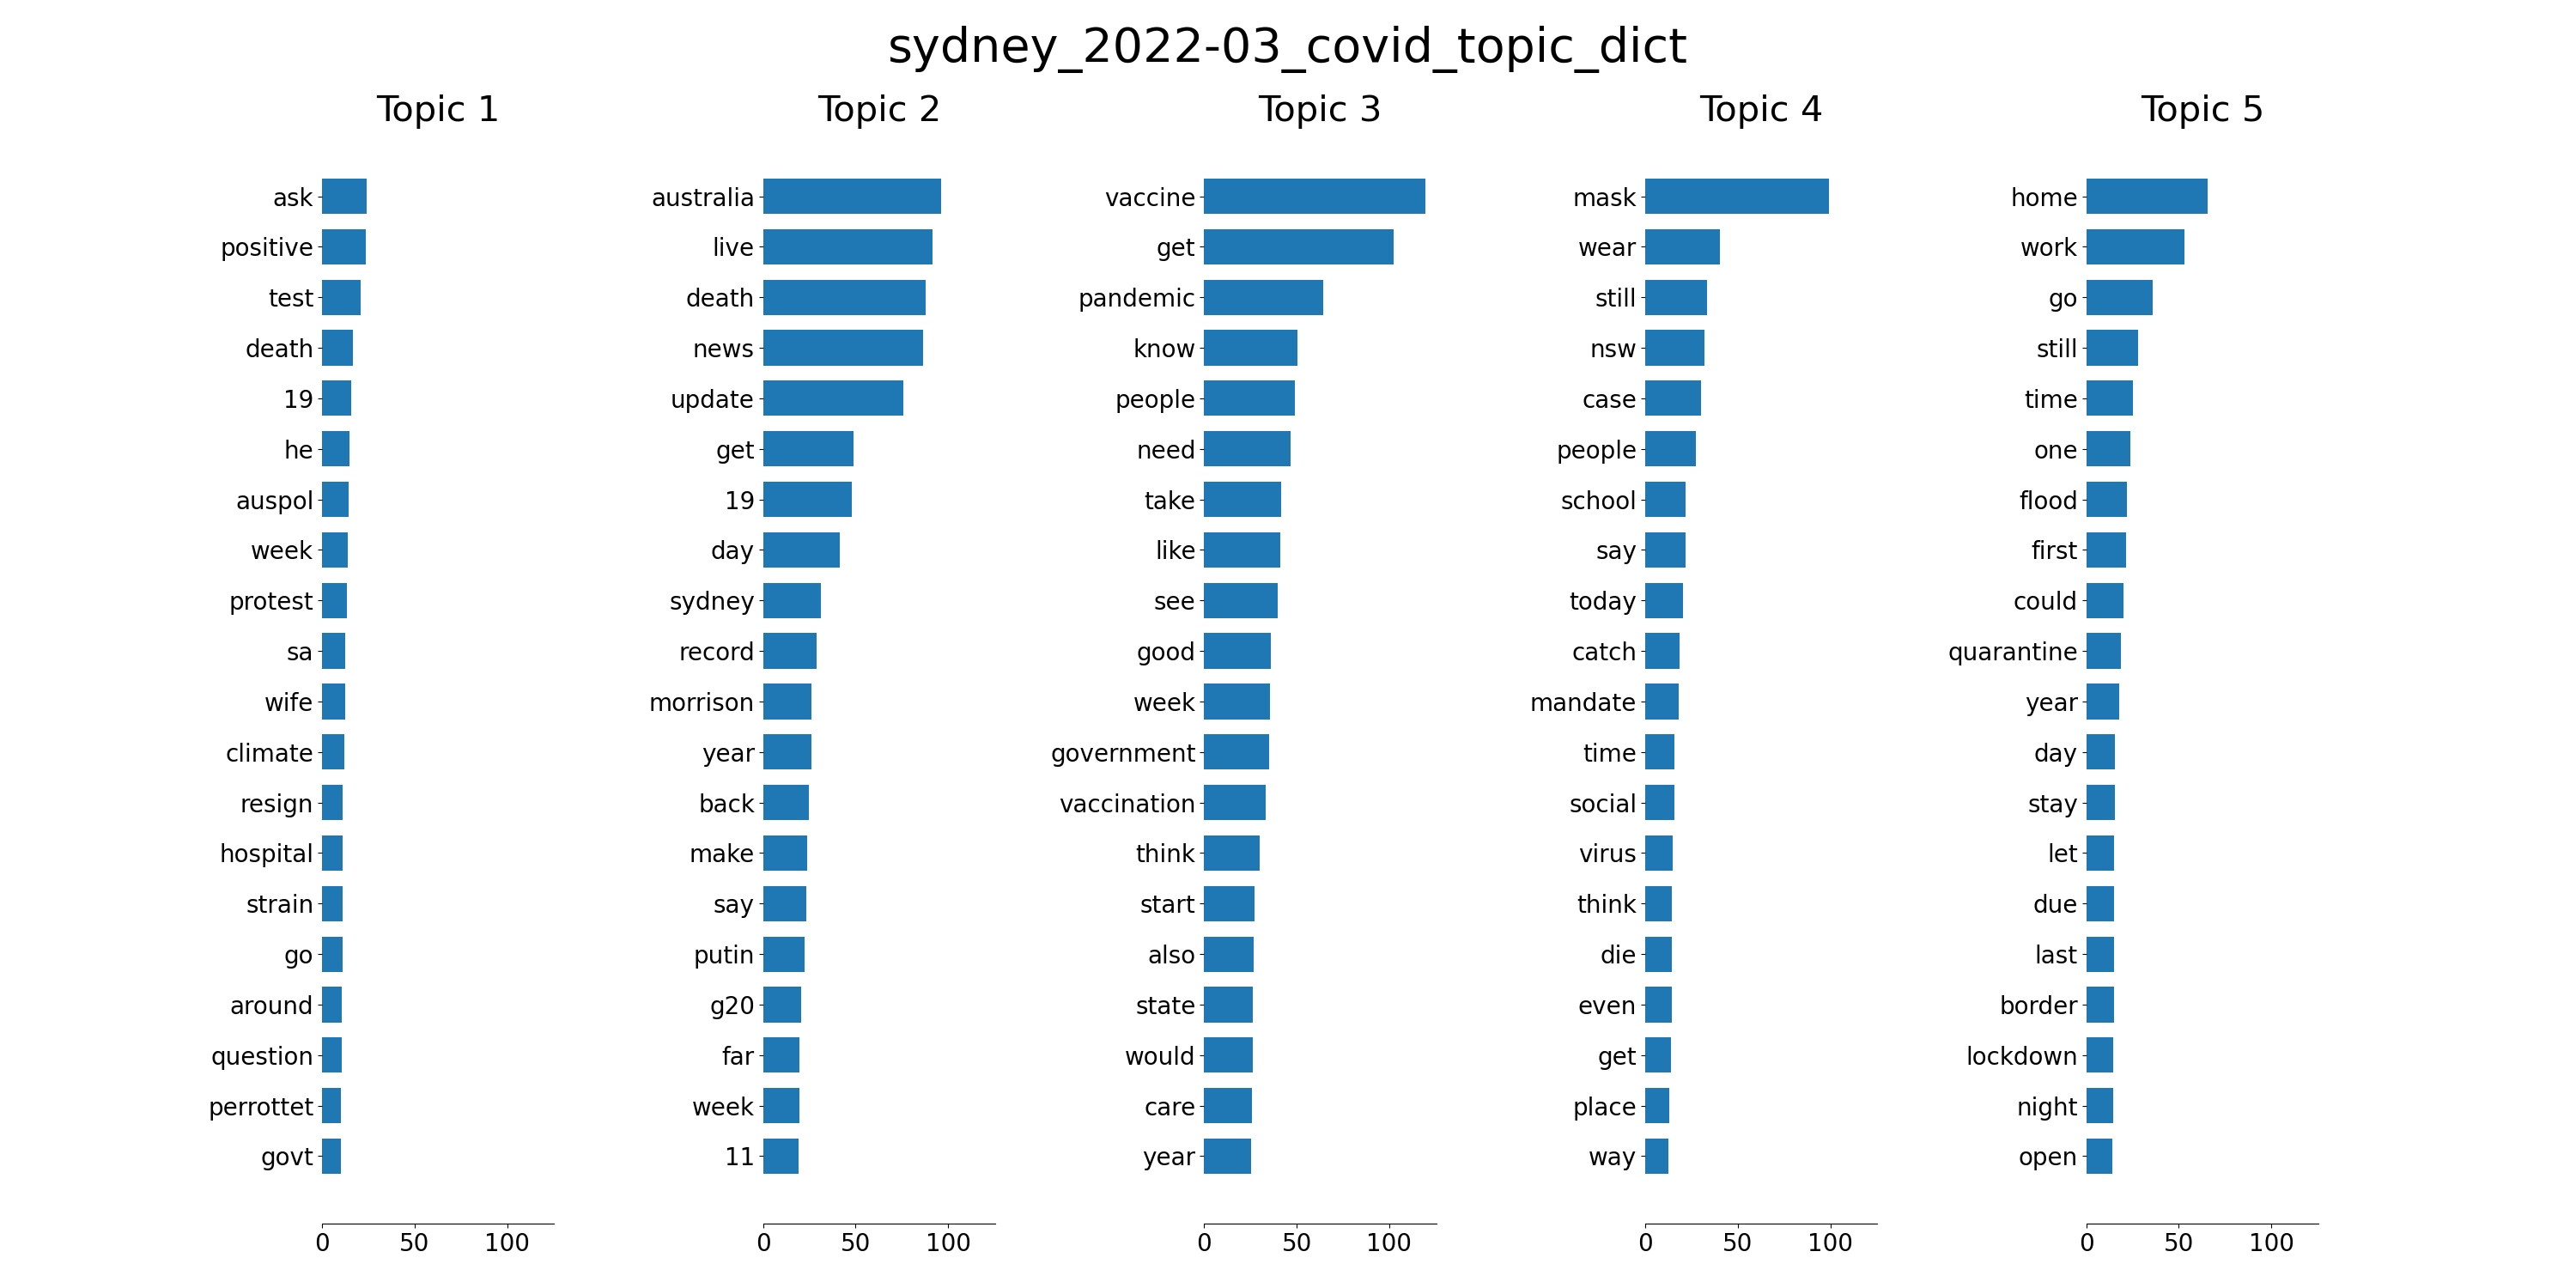 sydney_2022-03_covid_topic_dict
Topic 1
ask
positive
test
death
19
he
auspol
week
protest
sa
wife
climate
resign
hospital
strain
go
around
question
perrottet
govt
0 50 100
Topic 2
australia
live
death
news
update
get
19
day
sydney
record
morrison
year
back
make
say
putin
g20
far
week
11
0 50 100
Topic 3
vaccine
get
pandemic
know
people
need
take
like
see
good
week
government
vaccination
think
start
also
state
would
care
year
0 50 100
Topic 4
mask
wear
still
nsw
case
people
school
say
today
catch
mandate
time
social
virus
think
die
even
get
place
way
0 50 100
Topic 5
home
work
go
still
time
one
flood
first
could
quarantine
year
day
stay
let
due
last
border
lockdown
night
open
0 50 100